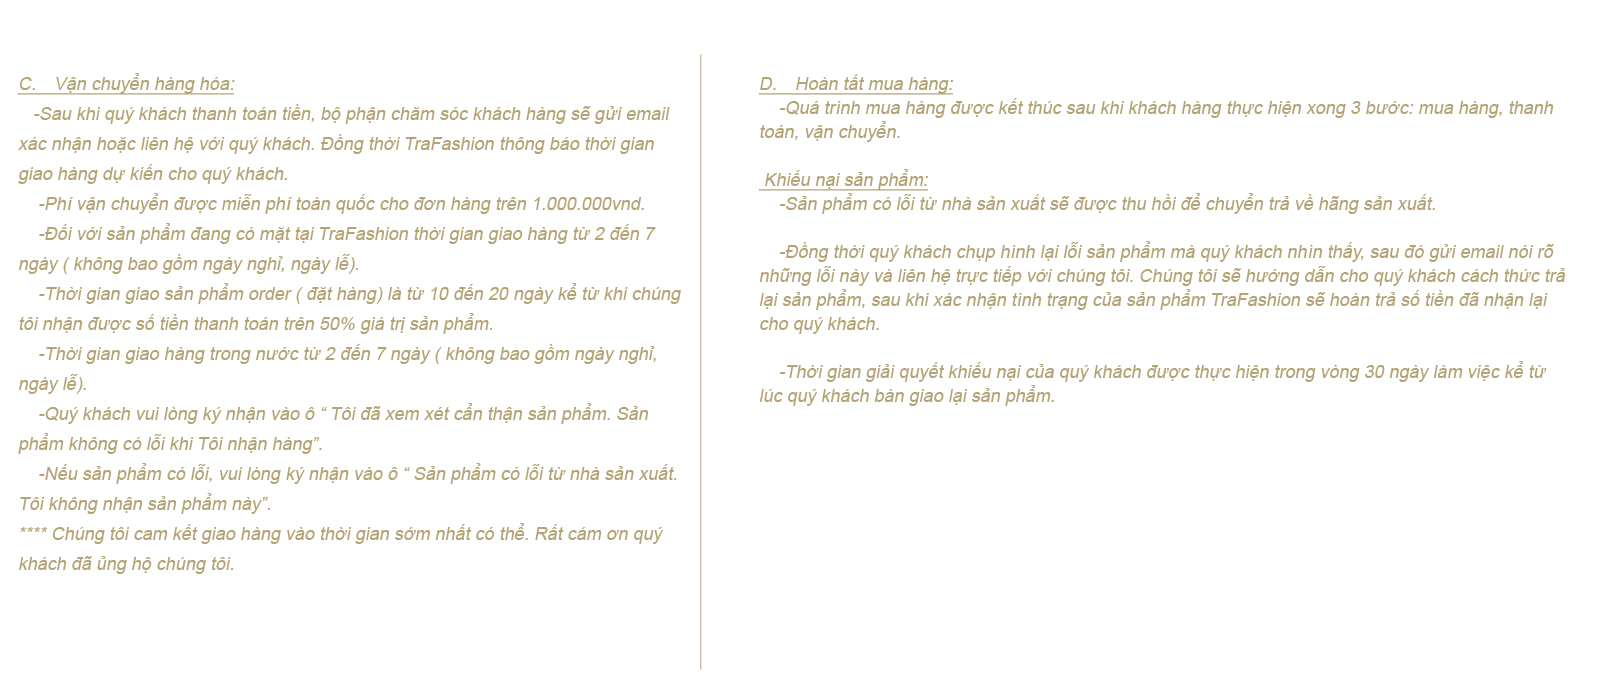 C.    Vận chuyển hàng hóa:
-Sau khi quý khách thanh toán tiền, bộ phận chăm sóc khách hàng sẽ gửi email
xác nhận hoặc liên hệ với quý khách. Đồng thời TraFashion thông báo thời gian
giao hàng dự kiến cho quý khách.
-Phí vận chuyển được miễn phí toàn quốc cho đơn hàng trên 1.000.000vnd.
-Đối với sản phẩm đang có mặt tại TraFashion thời gian giao hàng từ 2 đến 7
ngày ( không bao gồm ngày nghỉ, ngày lễ).
-Thời gian giao sản phẩm order ( đặt hàng) là từ 10 đến 20 ngày kể từ khi chúng
tôi nhận được số tiền thanh toán trên 50% giá trị sản phẩm.
-Thời gian giao hàng trong nước từ 2 đến 7 ngày ( không bao gồm ngày nghỉ,
ngày lễ).
-Quý khách vui lòng ký nhận vào ô “ Tôi đã xem xét cẩn thận sản phẩm. Sản
phẩm không có lỗi khi Tôi nhận hàng”.
-Nếu sản phẩm có lỗi, vui lòng ký nhận vào ô “ Sản phẩm có lỗi từ nhà sản xuất.
Tôi không nhận sản phẩm này”.
**** Chúng tôi cam kết giao hàng vào thời gian sớm nhất có thể. Rất cám ơn quý
khách đã ủng hộ chúng tôi.
D.    Hoàn tất mua hàng:
-Quá trình mua hàng được kết thúc sau khi khách hàng thực hiện xong 3 bước: mua hàng, thanh
toán, vận chuyển.
Khiếu nại sản phẩm:
-Sản phẩm có lỗi từ nhà sản xuất sẽ được thu hồi để chuyển trả về hãng sản xuất.
-Đồng thời quý khách chụp hình lại lỗi sản phẩm mà quý khách nhìn thấy, sau đó gửi email nói rõ
những lỗi này và liên hệ trực tiếp với chúng tôi. Chúng tôi sẽ hướng dẫn cho quý khách cách thức trả
lại sản phẩm, sau khi xác nhận tình trạng của sản phẩm TraFashion sẽ hoàn trả số tiền đã nhận lại
cho quý khách.
-Thời gian giải quyết khiếu nại của quý khách được thực hiện trong vòng 30 ngày làm việc kể từ
lúc quý khách bàn giao lại sản phẩm.